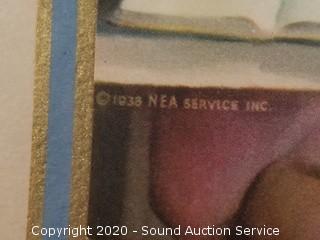 © 1938 NEA SERVICE INC.
Copyright 2020 - Sound Auction Service